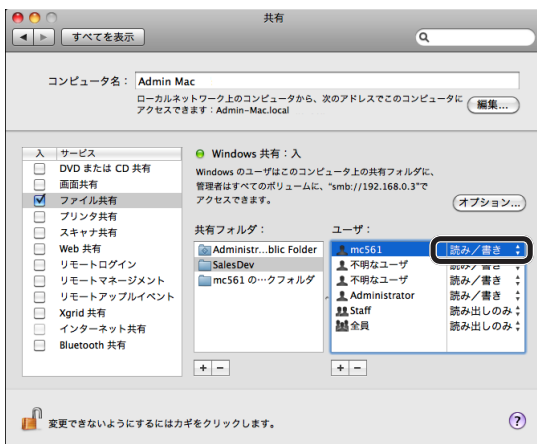 共有
すべてを表示
コンピュータ名： Admin Mac
ローカルネットワーク上のコンピュータから、次のアドレスでこのコンピュータに
アクセスできます：Admin-Mac.local
編集...
入 サービス
DVD または CD 共有
画面共有
ファイル共有
プリンタ共有
スキャナ共有
Web 共有
リモートログイン
リモートマネージメント
リモートアップルイベント
Xgrid 共有
インターネット共有
Bluetooth 共有
Windows 共有：入
Windows のユーザはこのコンピュータ上の共有フォルダに、
管理者はすべてのボリュームに、“smb://192.168.0.3”で
アクセスできます。
オプション...
共有フォルダ：
Administr...blic Folder
SalesDev
mc561 の…クフォルダ
ユーザ：
mc561 読み／書き
不明なユーザ 読み／書き
不明なユーザ 読み／書き
Administrator 読み／書き
Staff 読み出しのみ
全員 読み出しのみ
+ −
+ −
変更できないようにするにはカギをクリックします。
?